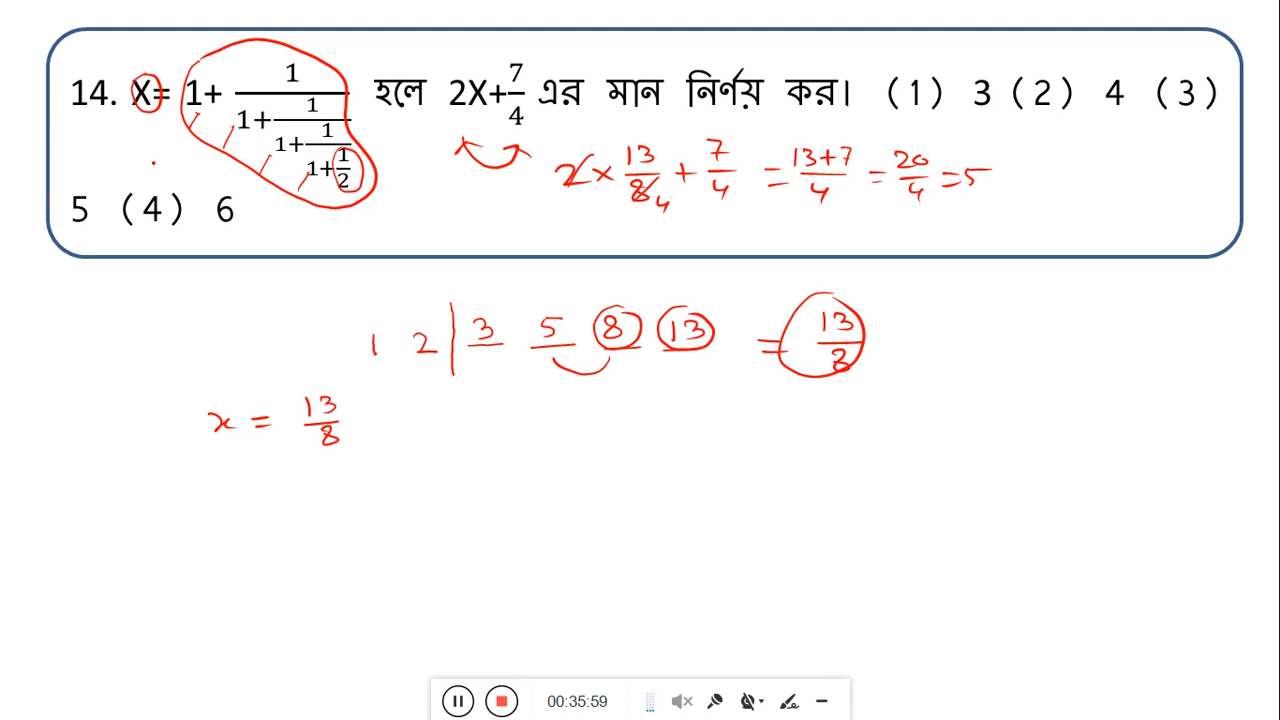 14. X= 1+ 1/(1+ 1/(1+ 1/(1+ 1/2))) হলে 2X+ 7/4 এর মান নির্ণয় কর। (1) 3 (2) 4 (3)
5 (4) 6
2 × 13/8 4 + 7/4 = 13+7/4 = 20/4 = 5
1 2 | 3 5 8 13 = 13/8
x = 13/8
00:35:59